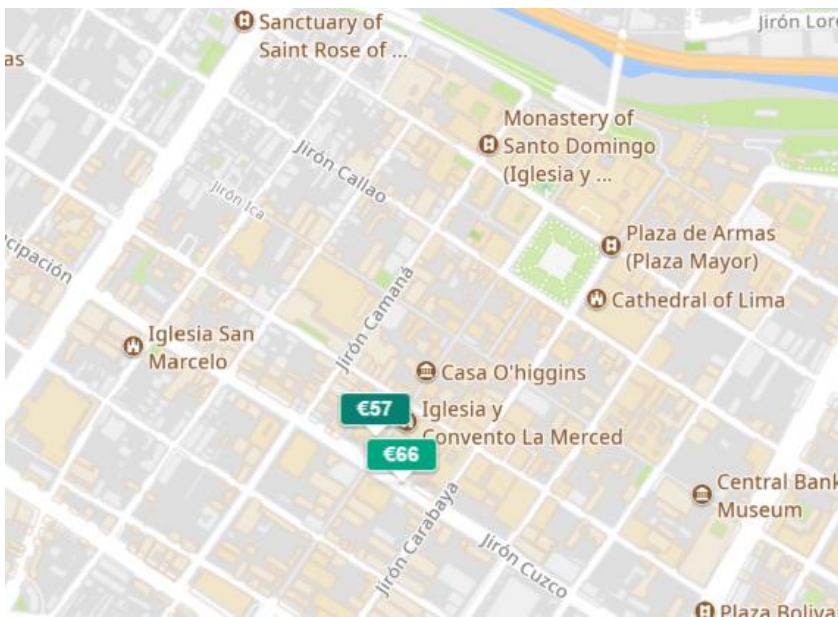 Sanctuary of
Saint Rose of ...
Jirón Lore
as
Monastery of
Santo Domingo
(Iglesia y ...
Jirón Callao
Jirón Ica
Plaza de Armas
(Plaza Mayor)
cipación
Cathedral of Lima
Jirón Camaná
Iglesia San
Marcelo
Casa O'higgins
€57
Iglesia y
Convento La Merced
€66
Central Bank
Museum
Jirón Carabaya
Jirón Cuzco
Plaza Boliva